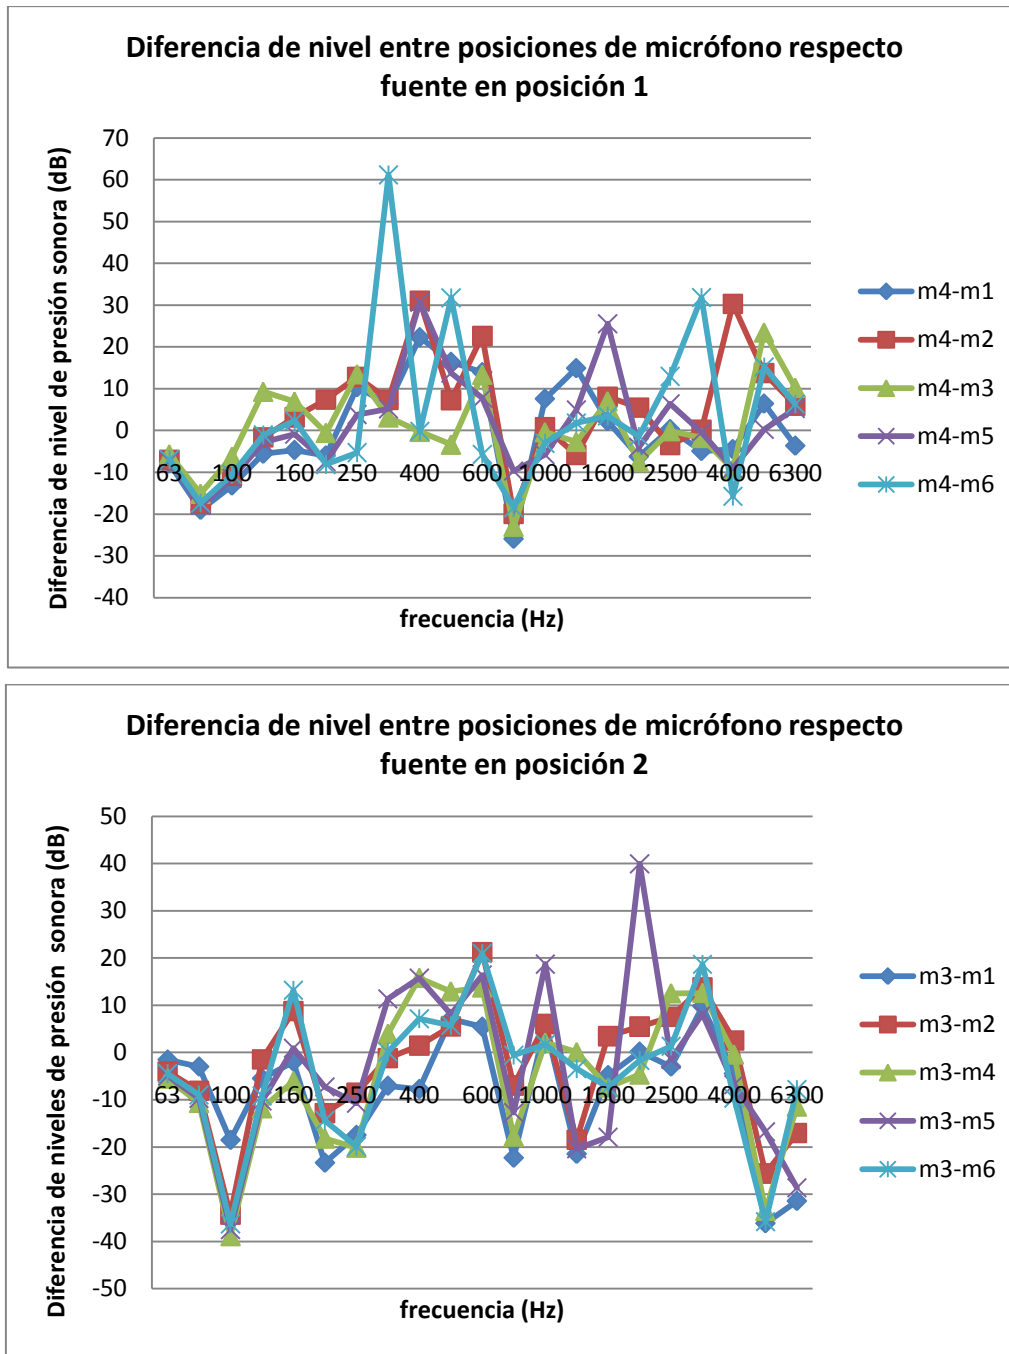 Diferencia de nivel entre posiciones de micrófono respecto
fuente en posición 1
Diferencia de nivel de presión sonora (dB)
70
60
50
40
30
20
10
0
-10
-20
-30
-40
63 100 160 250 400 600 1000 1600 2500 4000 6300
frecuencia (Hz)
m4-m1
m4-m2
m4-m3
m4-m5
m4-m6
Diferencia de nivel entre posiciones de micrófono respecto
fuente en posición 2
Diferencia de niveles de presión sonora (dB)
50
40
30
20
10
0
-10
-20
-30
-40
-50
63 100 160 250 400 600 1000 1600 2500 4000 6300
frecuencia (Hz)
m3-m1
m3-m2
m3-m4
m3-m5
m3-m6